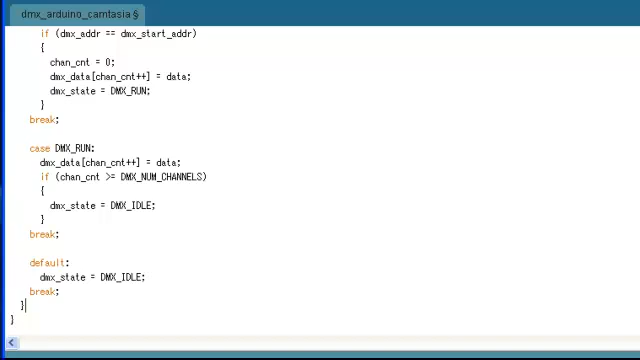 dmx_arduino_camtasia §
if (dmx_addr == dmx_start_addr)
{
chan_cnt = 0;
dmx_data[chan_cnt++] = data;
dmx_state = DMX_RUN;
}
break;
case DMX_RUN:
dmx_data[chan_cnt++] = data;
if (chan_cnt >= DMX_NUM_CHANNELS)
{
dmx_state = DMX_IDLE;
}
break;
default:
dmx_state = DMX_IDLE;
break;
}
}